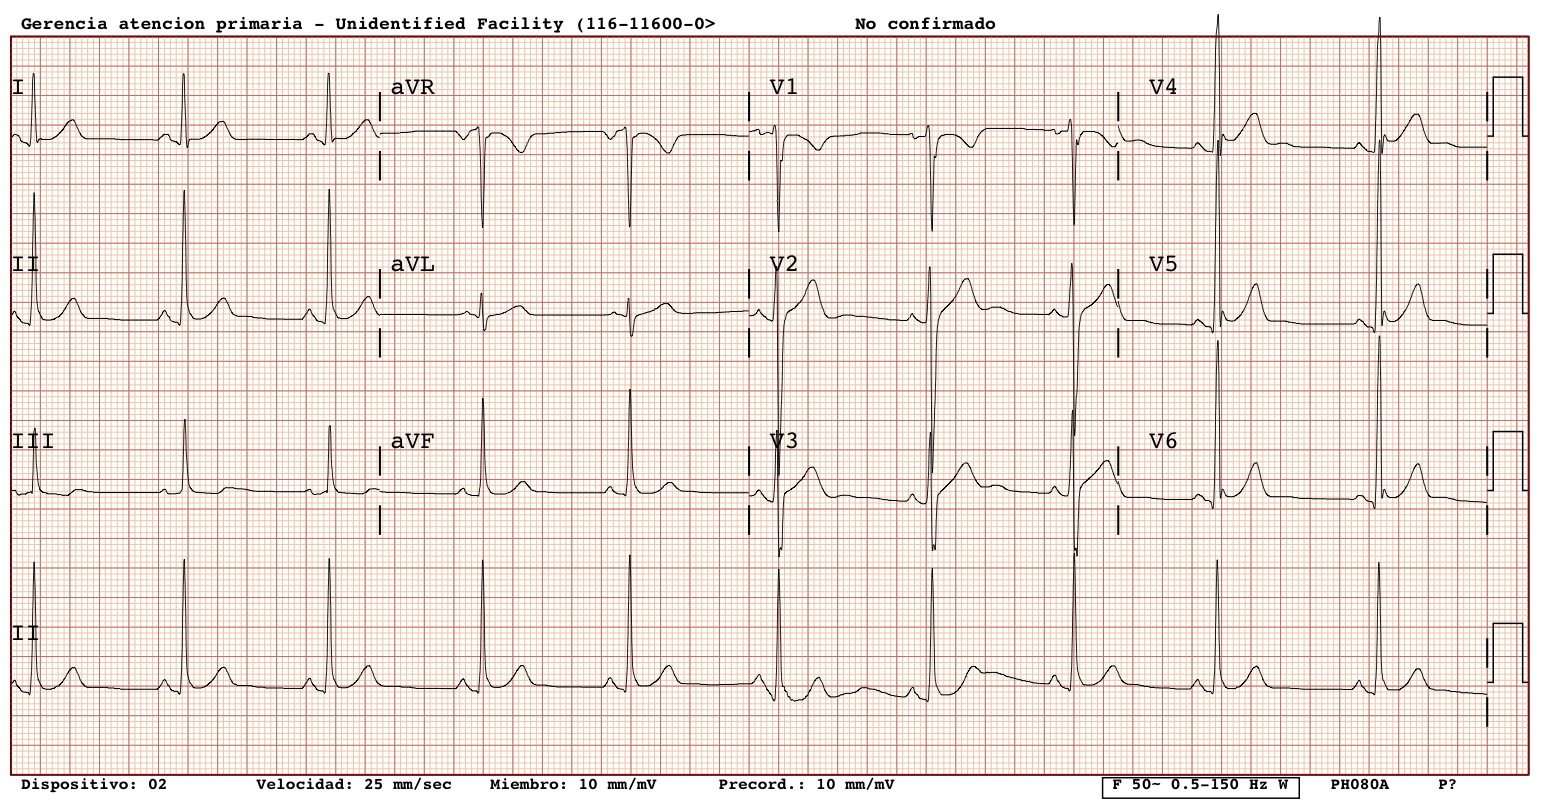 Gerencia atencion primaria - Unidentified Facility (116-11600-0> No confirmado
I aVR V1 V4
II aVL V2 V5
III aVF V3 V6
II
Dispositivo: 02 Velocidad: 25 mm/sec Miembro: 10 mm/mV Precord.: 10 mm/mV F 50~ 0.5-150 Hz W PH080A P?